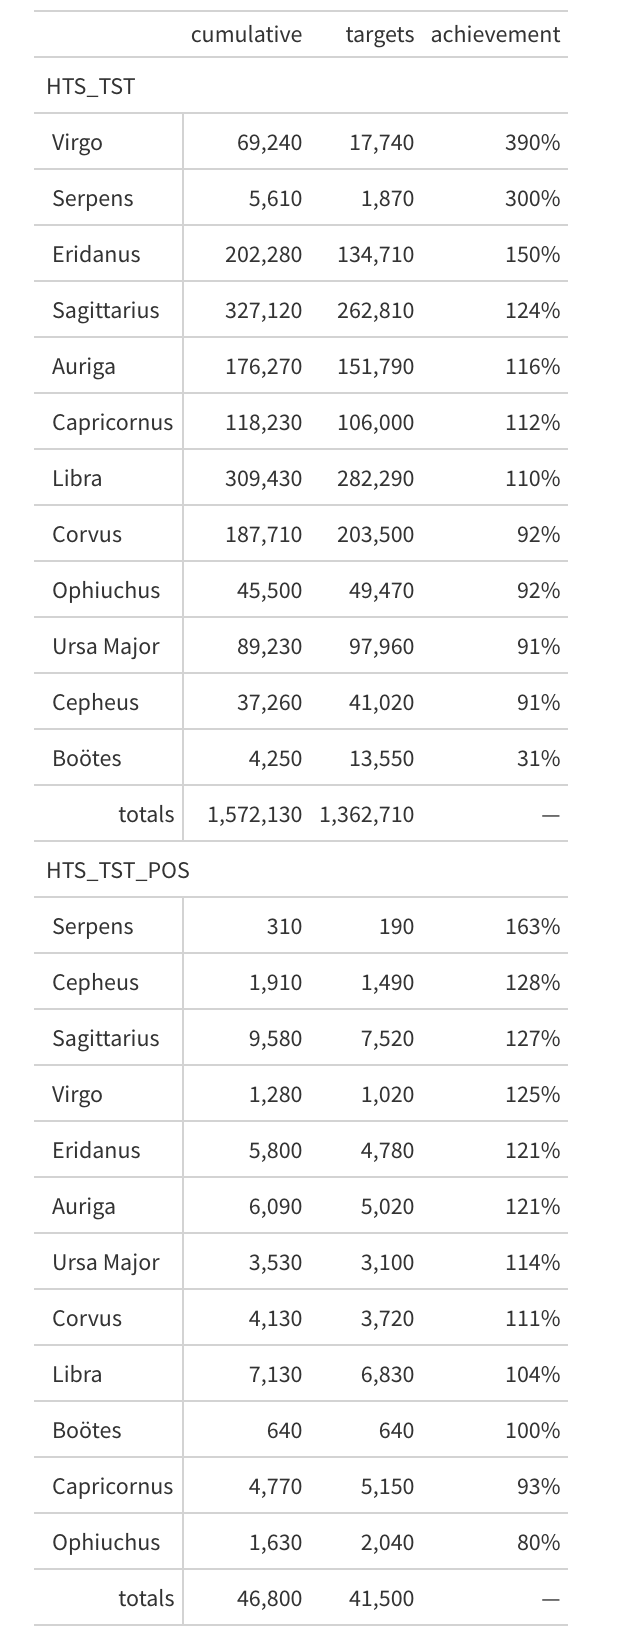 cumulative targets achievement
HTS_TST
Virgo 69,240 17,740 390%
Serpens 5,610 1,870 300%
Eridanus 202,280 134,710 150%
Sagittarius 327,120 262,810 124%
Auriga 176,270 151,790 116%
Capricornus 118,230 106,000 112%
Libra 309,430 282,290 110%
Corvus 187,710 203,500 92%
Ophiuchus 45,500 49,470 92%
Ursa Major 89,230 97,960 91%
Cepheus 37,260 41,020 91%
Boötes 4,250 13,550 31%
totals 1,572,130 1,362,710 —
HTS_TST_POS
Serpens 310 190 163%
Cepheus 1,910 1,490 128%
Sagittarius 9,580 7,520 127%
Virgo 1,280 1,020 125%
Eridanus 5,800 4,780 121%
Auriga 6,090 5,020 121%
Ursa Major 3,530 3,100 114%
Corvus 4,130 3,720 111%
Libra 7,130 6,830 104%
Boötes 640 640 100%
Capricornus 4,770 5,150 93%
Ophiuchus 1,630 2,040 80%
totals 46,800 41,500 —